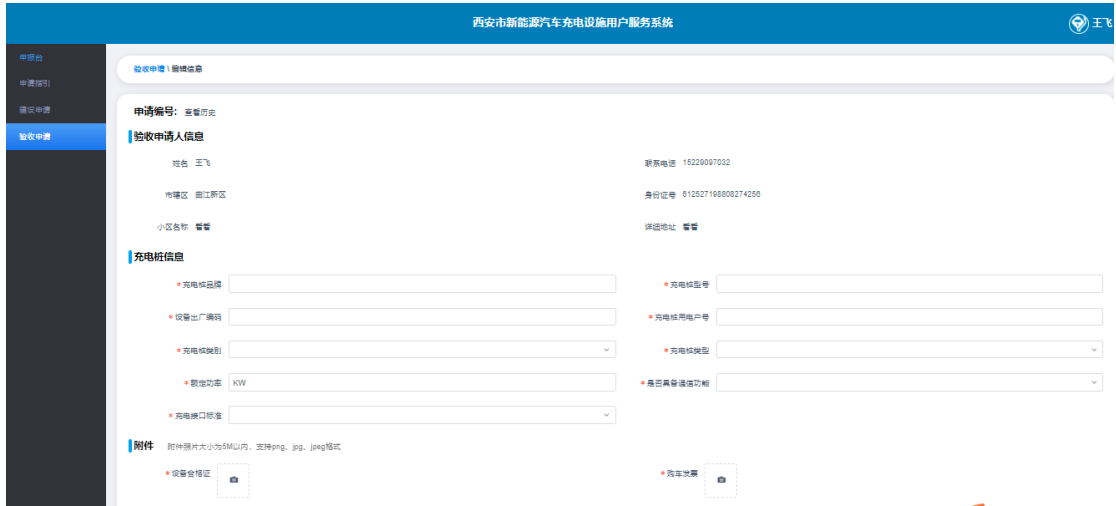 西安市新能源汽车充电设施用户服务系统
王飞
申报台
申请指引
建设申请
验收申请
验收申请 \ 编辑信息
申请编号: 查看历史
验收申请人信息
姓名 王飞
联系电话 15229097032
市辖区 曲江新区
身份证号 612527198808274256
小区名称 看看
详细地址 看看
充电桩信息
* 充电桩品牌
* 充电桩型号
* 设备出厂编码
* 充电桩用电户号
* 充电桩类别
* 充电桩类型
* 额定功率 KW
* 是否具备通信功能
* 充电接口标准
附件 附件照片大小为5M以内，支持png、jpg、jpeg格式
* 设备合格证
* 购车发票